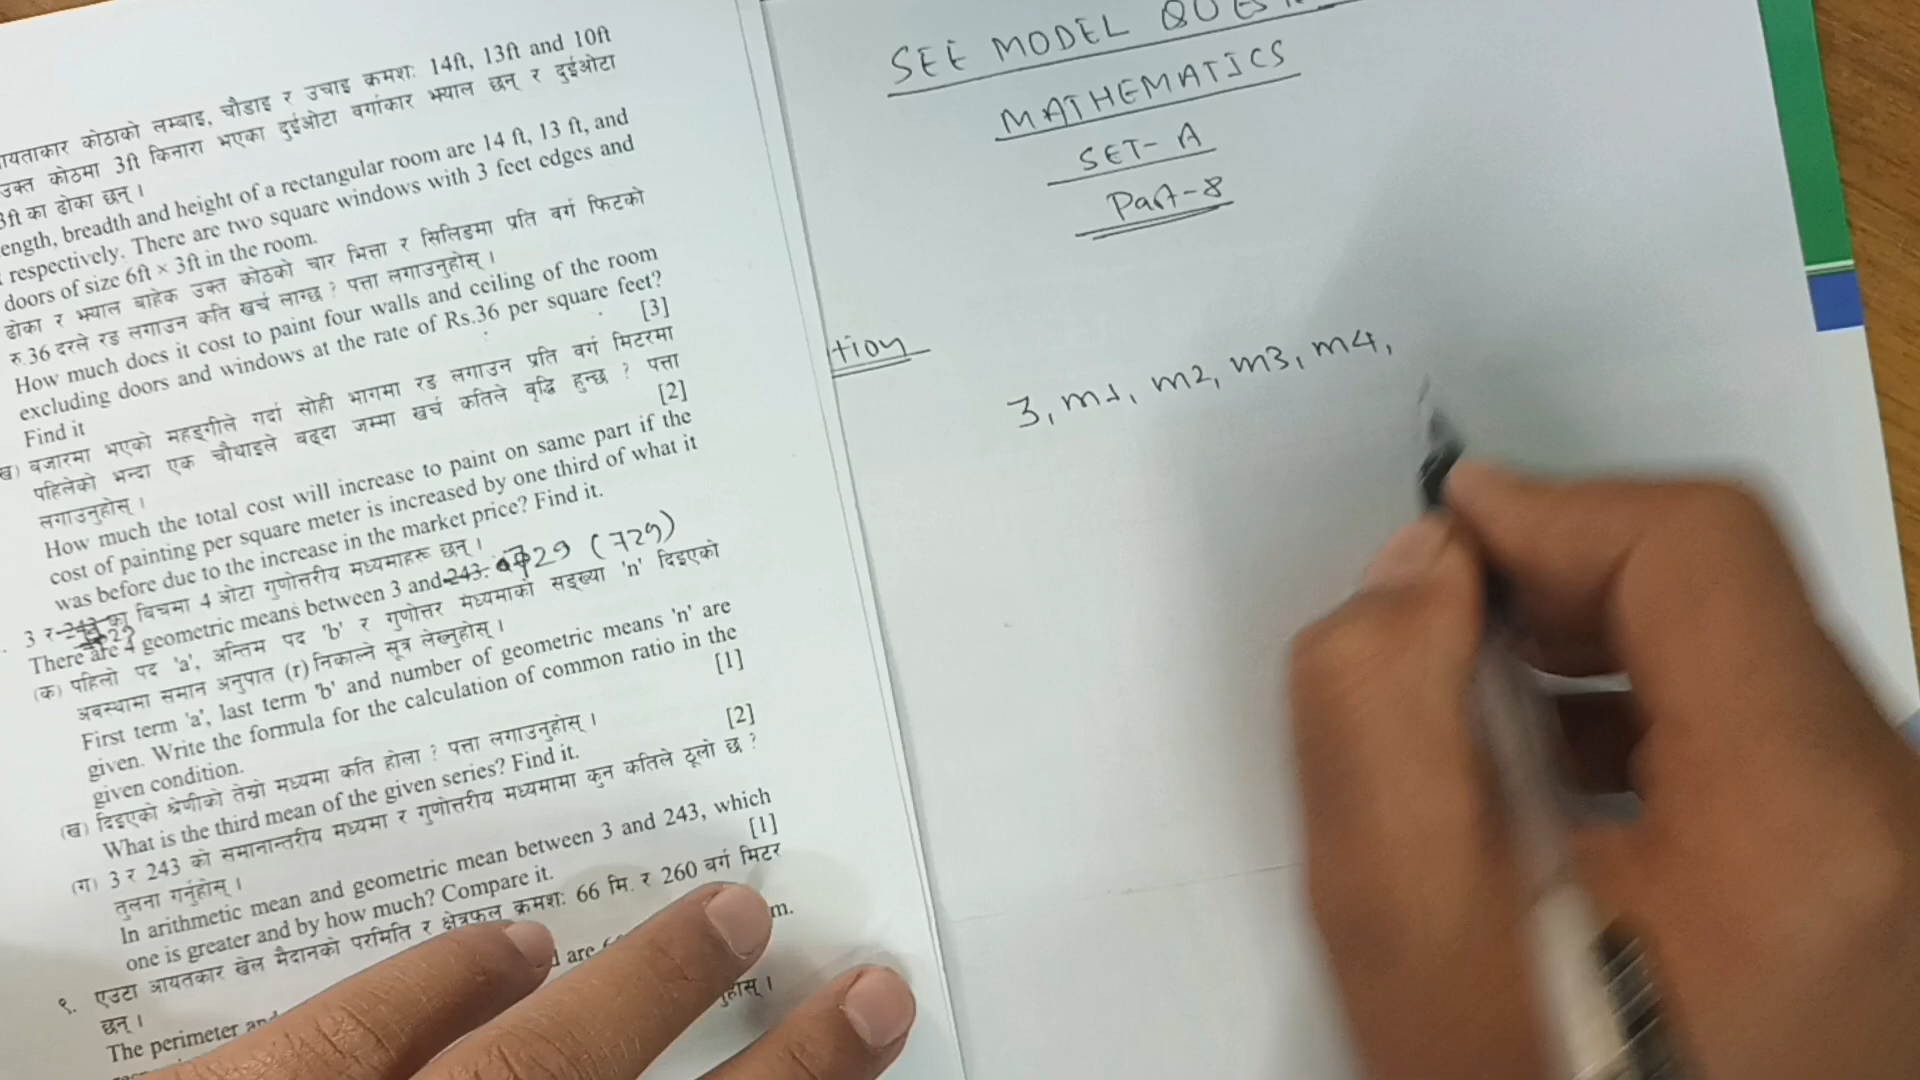 आयताकार कोठाको लम्बाइ, चौडाइ र उचाइ क्रमशः 14ft, 13ft and 10ft
उक्त कोठमा 3ft किनारा भएका दुईओटा वर्गाकार भ्याल छन् र दुईओटा
3ft का ढोका छन् ।
ength, breadth and height of a rectangular room are 14 ft, 13 ft, and
respectively. There are two square windows with 3 feet edges and
doors of size 6ft × 3ft in the room.
ढोका र भ्याल बाहेक उक्त कोठको चार भित्ता र सिलिङमा प्रति वर्ग फिटको
रु.36 दरले रङ लगाउन कति खर्च लाग्छ ? पत्ता लगाउनुहोस् ।
How much does it cost to paint four walls and ceiling of the room
excluding doors and windows at the rate of Rs.36 per square feet?
Find it [3]
ख) बजारमा भएको महङ्गीले गर्दा सोही भागमा रङ लगाउन प्रति वर्ग मिटरमा
पहिलेको भन्दा एक चौथाइले बढ्दा जम्मा खर्च कतिले वृद्धि हुन्छ ? पत्ता
लगाउनुहोस् । [2]
How much the total cost will increase to paint on same part if the
cost of painting per square meter is increased by one third of what it
was before due to the increase in the market price? Find it.
3 र 243 का बिचमा 4 ओटा गुणोत्तरीय मध्यमाहरू छन् ।
There are 4 geometric means between 3 and 243. 729 (729)
(क) पहिलो पद 'a', अन्तिम पद 'b' र गुणोत्तर मध्यमाको सङ्ख्या 'n' दिइएको
अवस्थामा समान अनुपात (r) निकाल्ने सूत्र लेख्नुहोस् ।
First term 'a', last term 'b' and number of geometric means 'n' are
given. Write the formula for the calculation of common ratio in the
given condition. [1]
(ख) दिइएको श्रेणीको तेस्रो मध्यमा कति होला ? पत्ता लगाउनुहोस् ।
What is the third mean of the given series? Find it. [2]
(ग) 3 र 243 को समानान्तरीय मध्यमा र गुणोत्तरीय मध्यमामा कुन कतिले ठूलो छ ?
तुलना गर्नुहोस् ।
In arithmetic mean and geometric mean between 3 and 243, which
one is greater and by how much? Compare it. [1]
९. एउटा आयतकार खेल मैदानको परमिति र क्षेत्रफल क्रमशः 66 मि. र 260 वर्ग मिटर
छन् ।
The perimeter are m.
SEE MODEL
MATHEMATICS
SET- A
Part-8
tion
3, m1, m2, m3, m4,